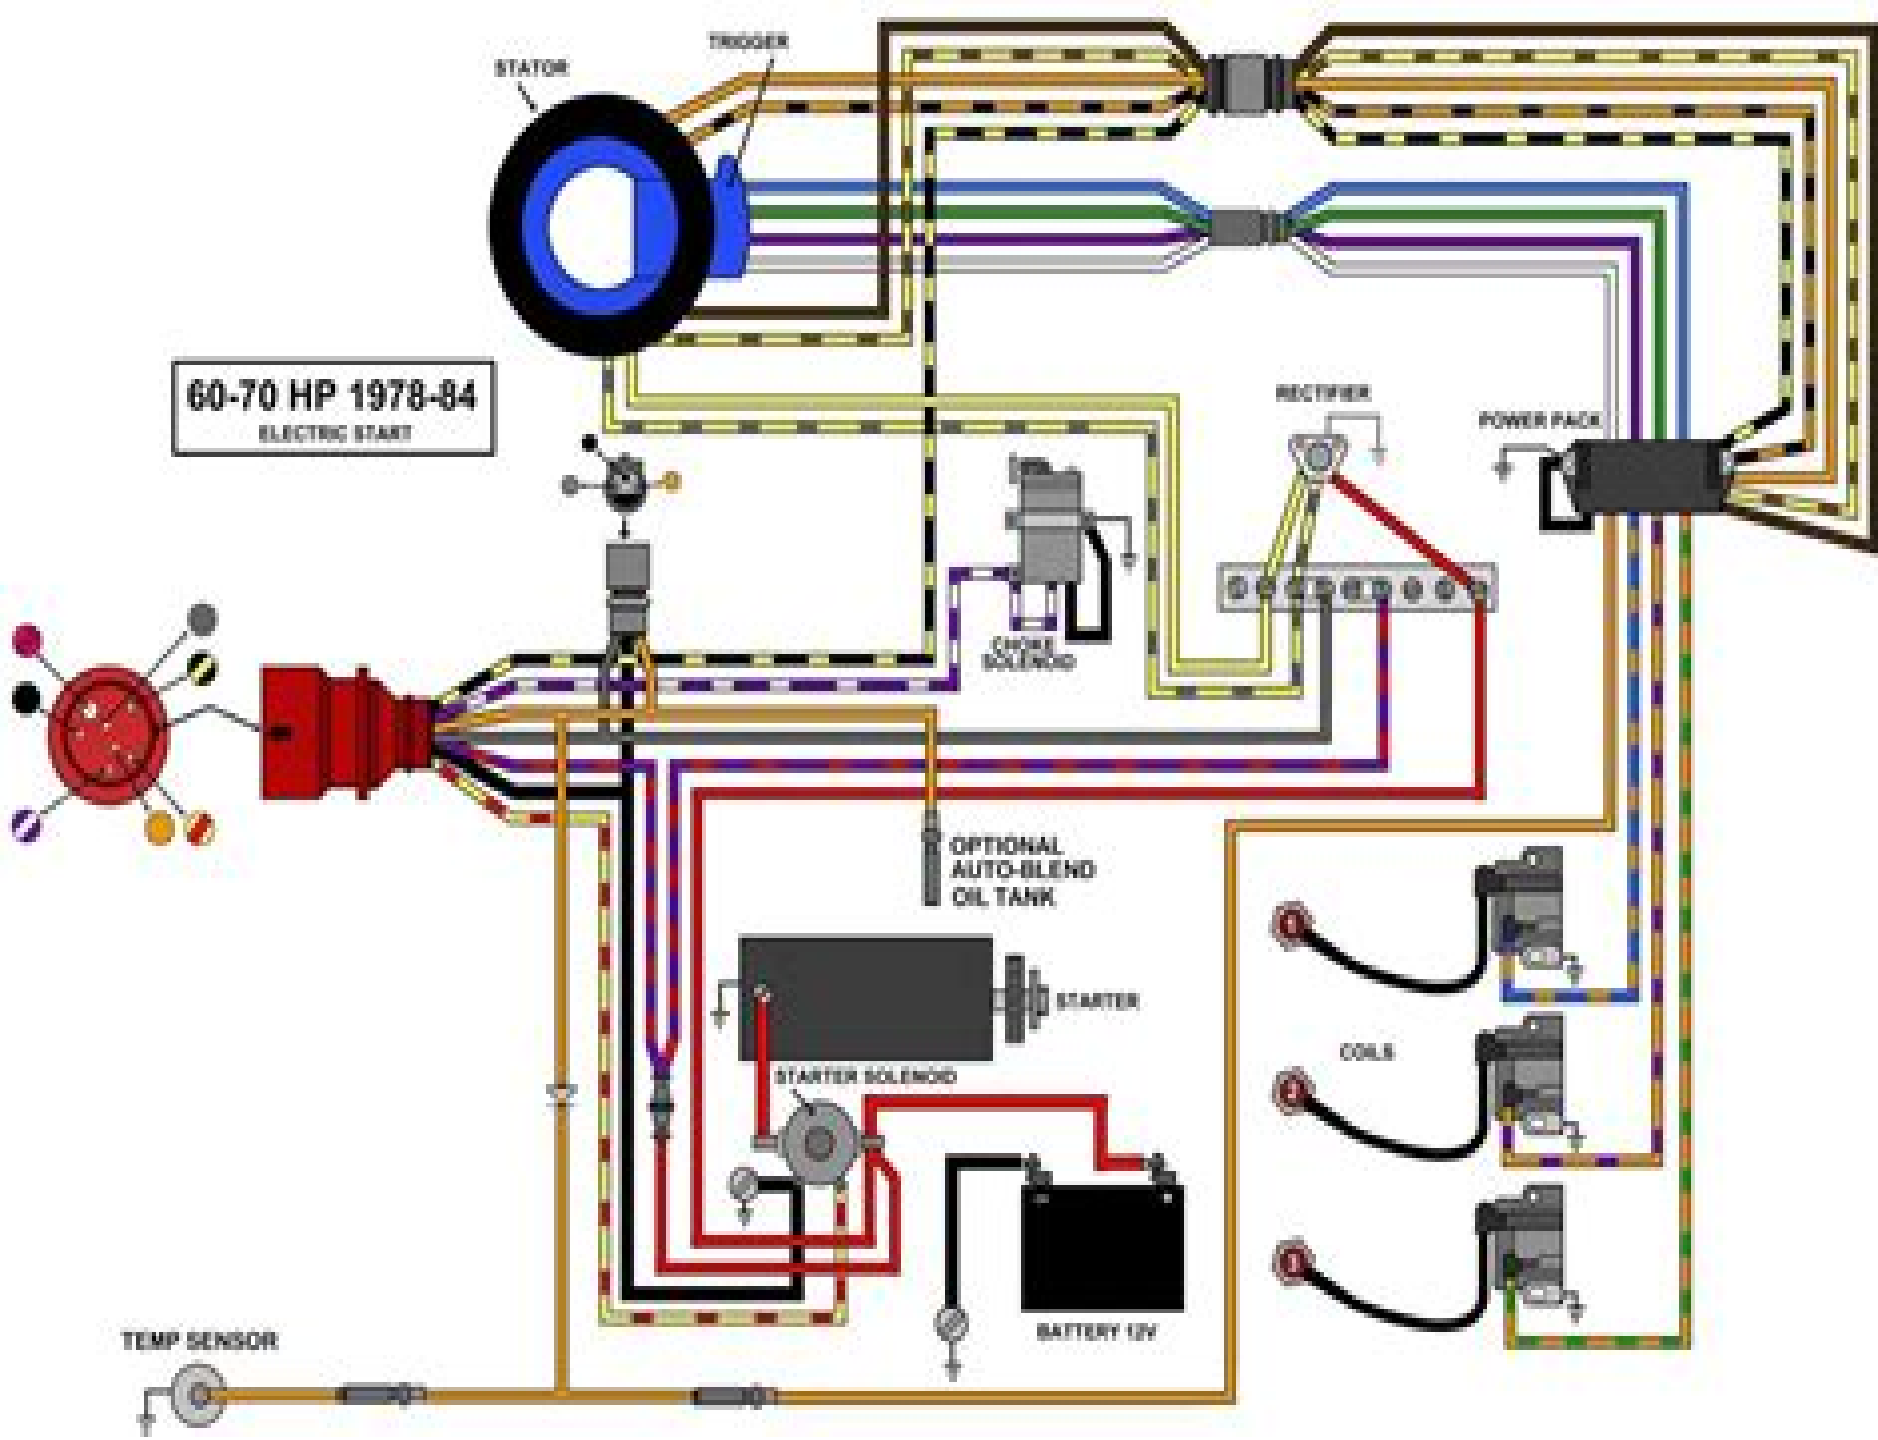 TRIGGER
STATOR
60-70 HP 1978-84
ELECTRIC START
RECTIFIER
POWER PACK
CHOKE
SOLENOID
OPTIONAL
AUTO-BLEND
OIL TANK
STARTER
COILS
STARTER SOLENOID
BATTERY 12V
TEMP SENSOR